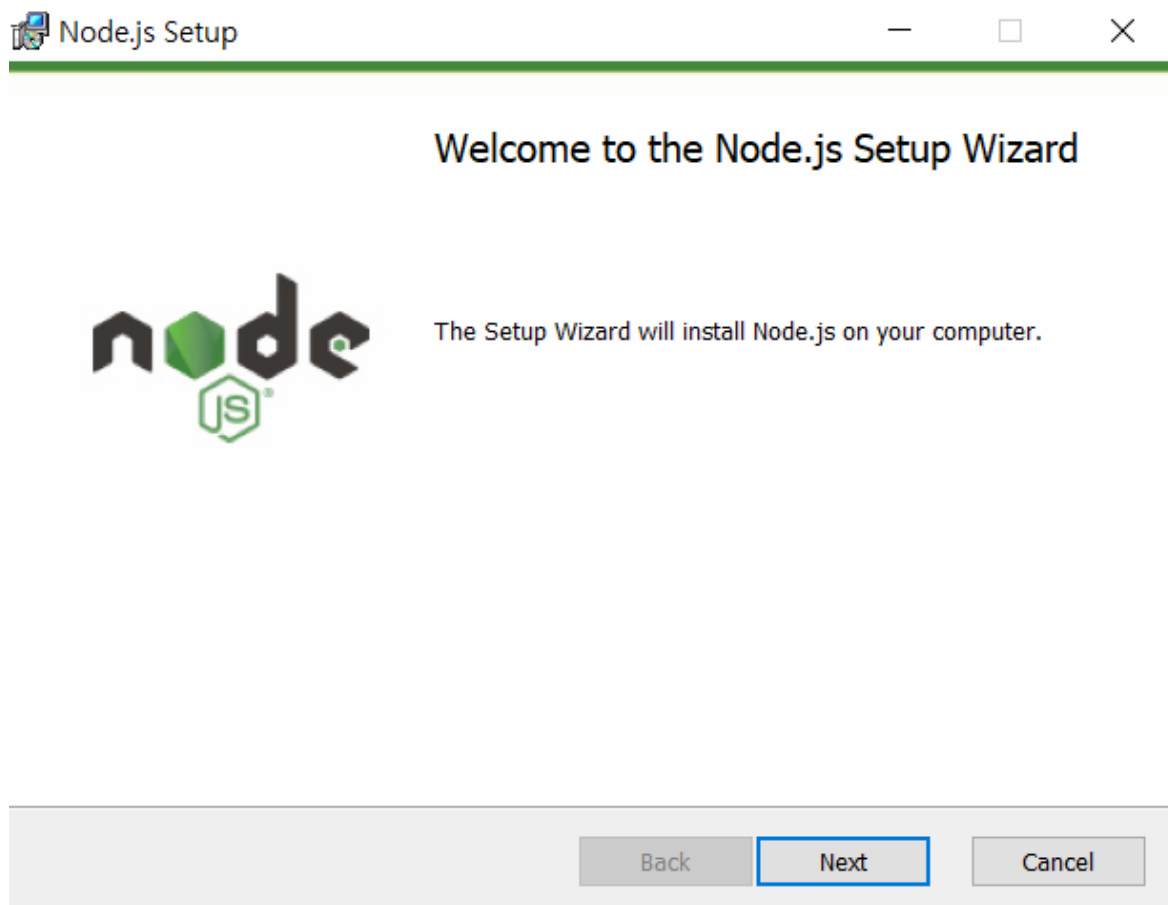 Node.js Setup
Welcome to the Node.js Setup Wizard
node
JS®
The Setup Wizard will install Node.js on your computer.
Back
Next
Cancel